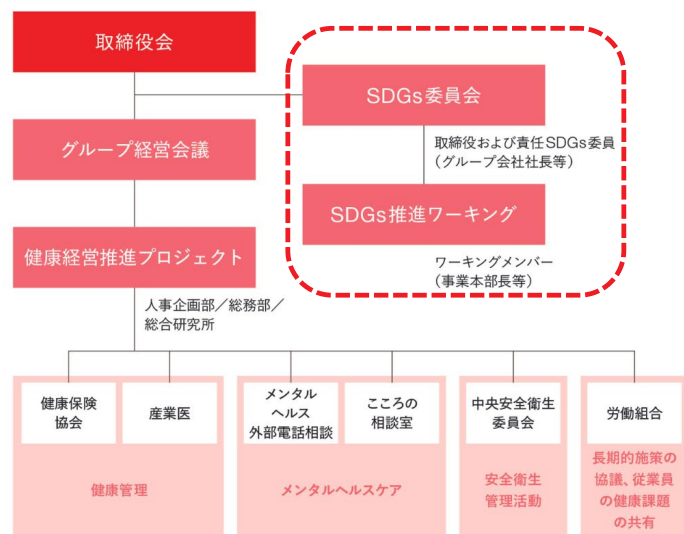 取締役会
SDGs委員会
取締役および責任SDGs委員
(グループ会社社長等)
グループ経営会議
SDGs推進ワーキング
ワーキングメンバー
(事業本部長等)
健康経営推進プロジェクト
人事企画部/総務部/
総合研究所
健康保険
協会
産業医
健康管理
メンタル
ヘルス
外部電話相談
こころの
相談室
メンタルヘルスケア
中央安全衛生
委員会
安全衛生
管理活動
労働組合
長期的施策の
協議、従業員
の健康課題
の共有